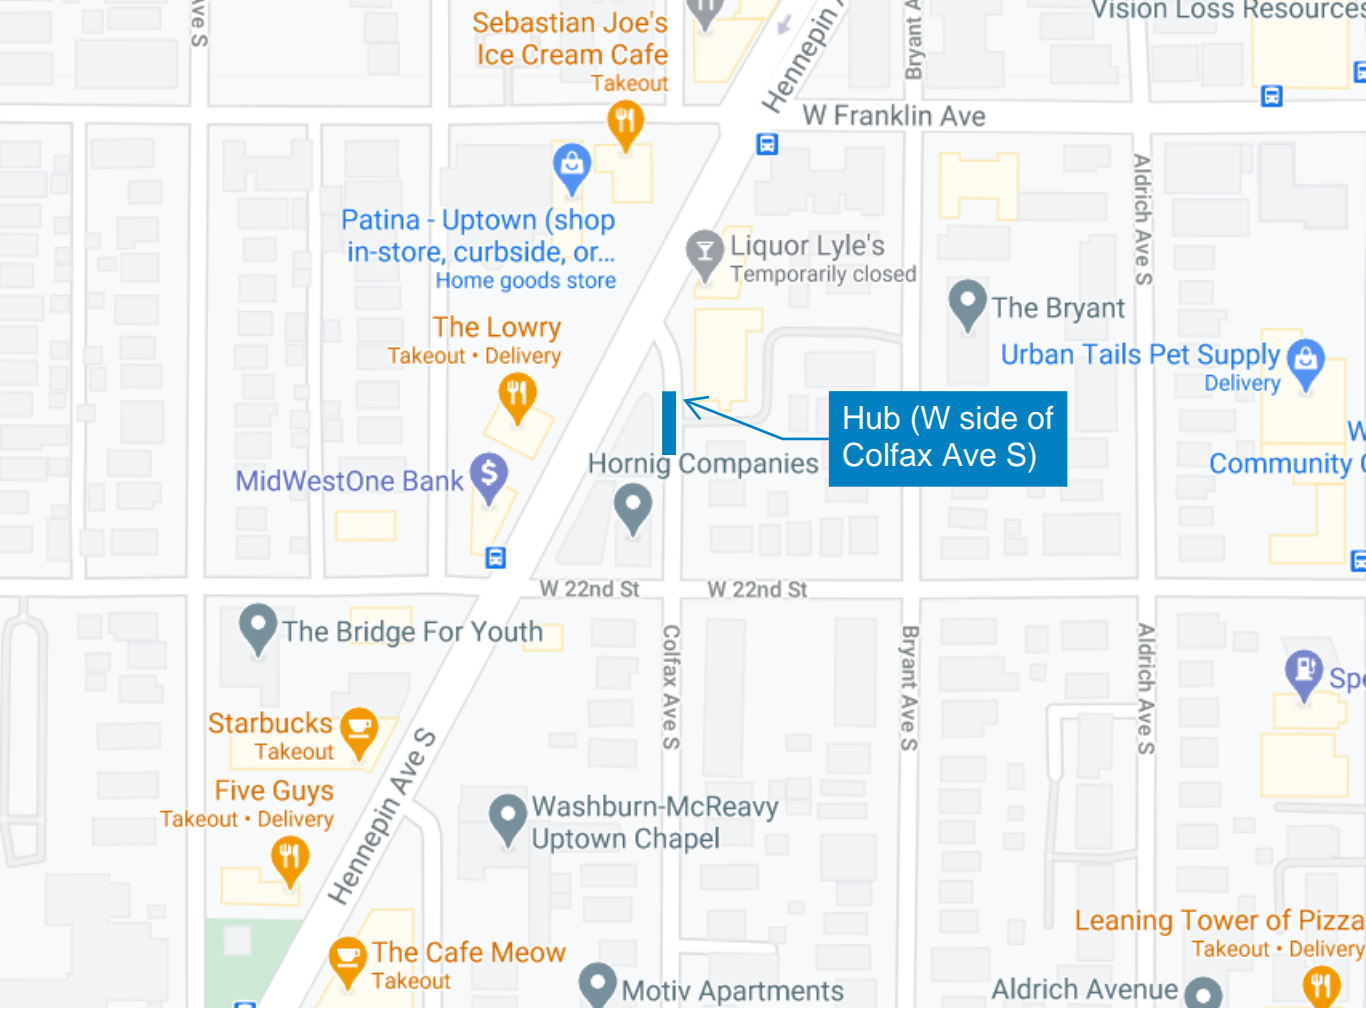 Ave S
Sebastian Joe's
Ice Cream Cafe
Takeout
Hennepin A
Bryant A
Vision Loss Resources
W Franklin Ave
Patina - Uptown (shop
in-store, curbside, or...
Home goods store
Liquor Lyle's
Temporarily closed
Aldrich Ave S
The Bryant
The Lowry
Takeout • Delivery
Urban Tails Pet Supply
Delivery
Hub (W side of
Colfax Ave S)
W
Community C
Hornig Companies
MidWestOne Bank
W 22nd St
W 22nd St
The Bridge For Youth
Colfax Ave S
Bryant Ave S
Aldrich Ave S
Spe
Starbucks
Takeout
Hennepin Ave S
Five Guys
Takeout • Delivery
Washburn-McReavy
Uptown Chapel
Leaning Tower of Pizza
Takeout • Delivery
The Cafe Meow
Takeout
Motiv Apartments
Aldrich Avenue